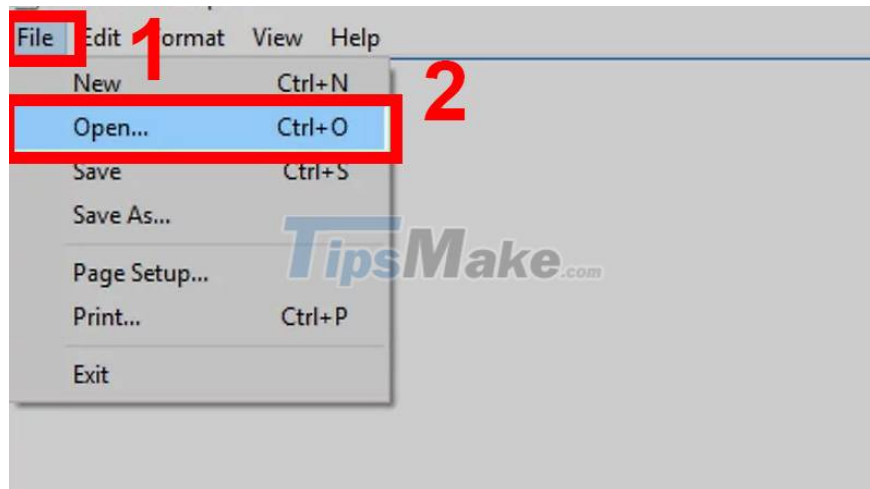 File Edit Format View Help
1
New Ctrl+N
2
Open... Ctrl+O
Save Ctrl+S
Save As...
TipsMake.com
Page Setup...
Print... Ctrl+P
Exit